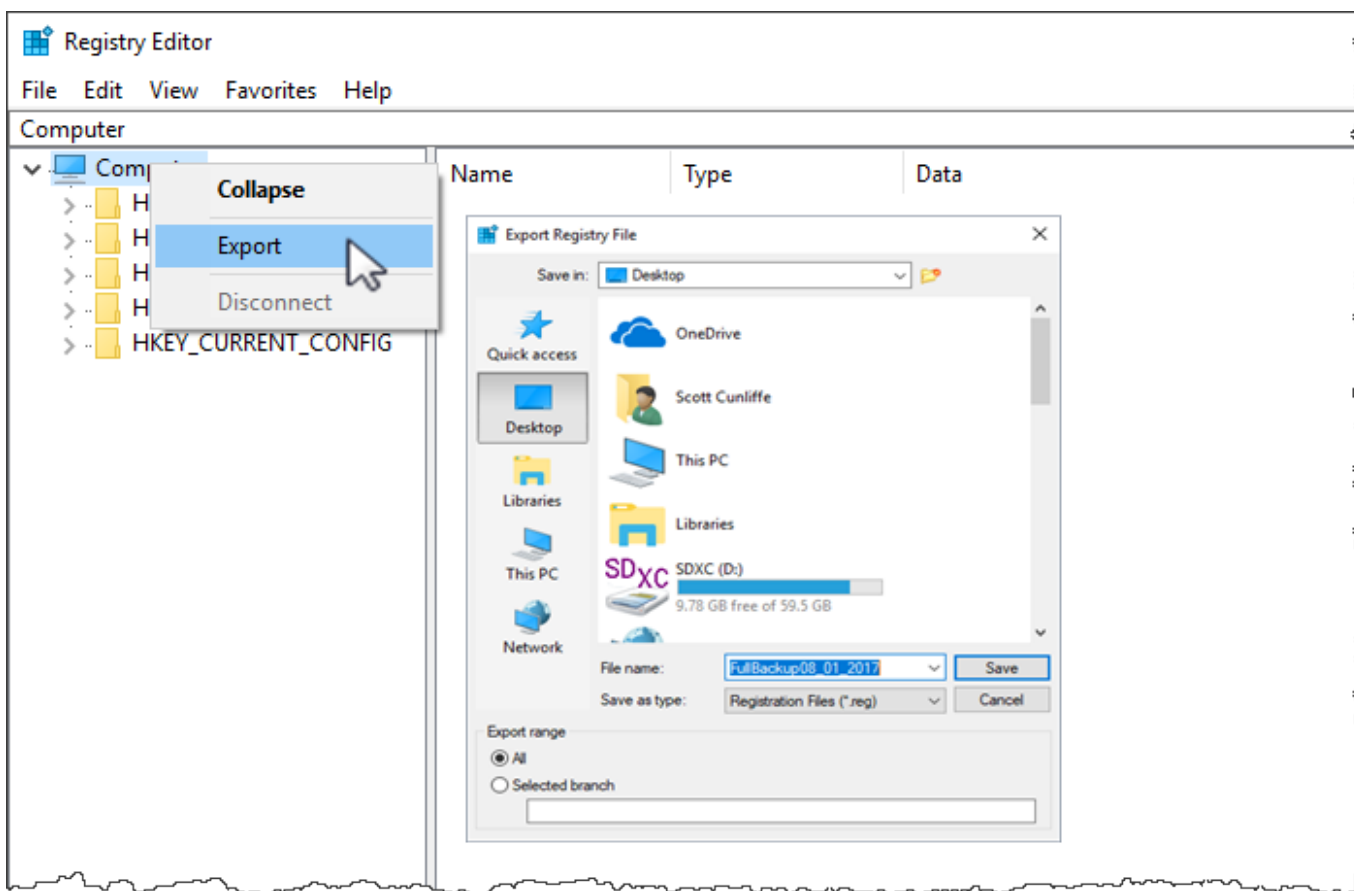 Registry Editor
File Edit View Favorites Help
Computer
Name Type Data
Collapse
H
H
Export
H
H
Disconnect
HKEY_CURRENT_CONFIG
Export Registry File
Save in: Desktop
Quick access
Desktop
Libraries
This PC
Network
OneDrive
Scott Cunliffe
This PC
Libraries
SDXC
SDXC (D:)
9.78 GB free of 59.5 GB
File name: FullBackup08_01_2017 Save
Save as type: Registration Files (*.reg) Cancel
Export range
All
Selected branch